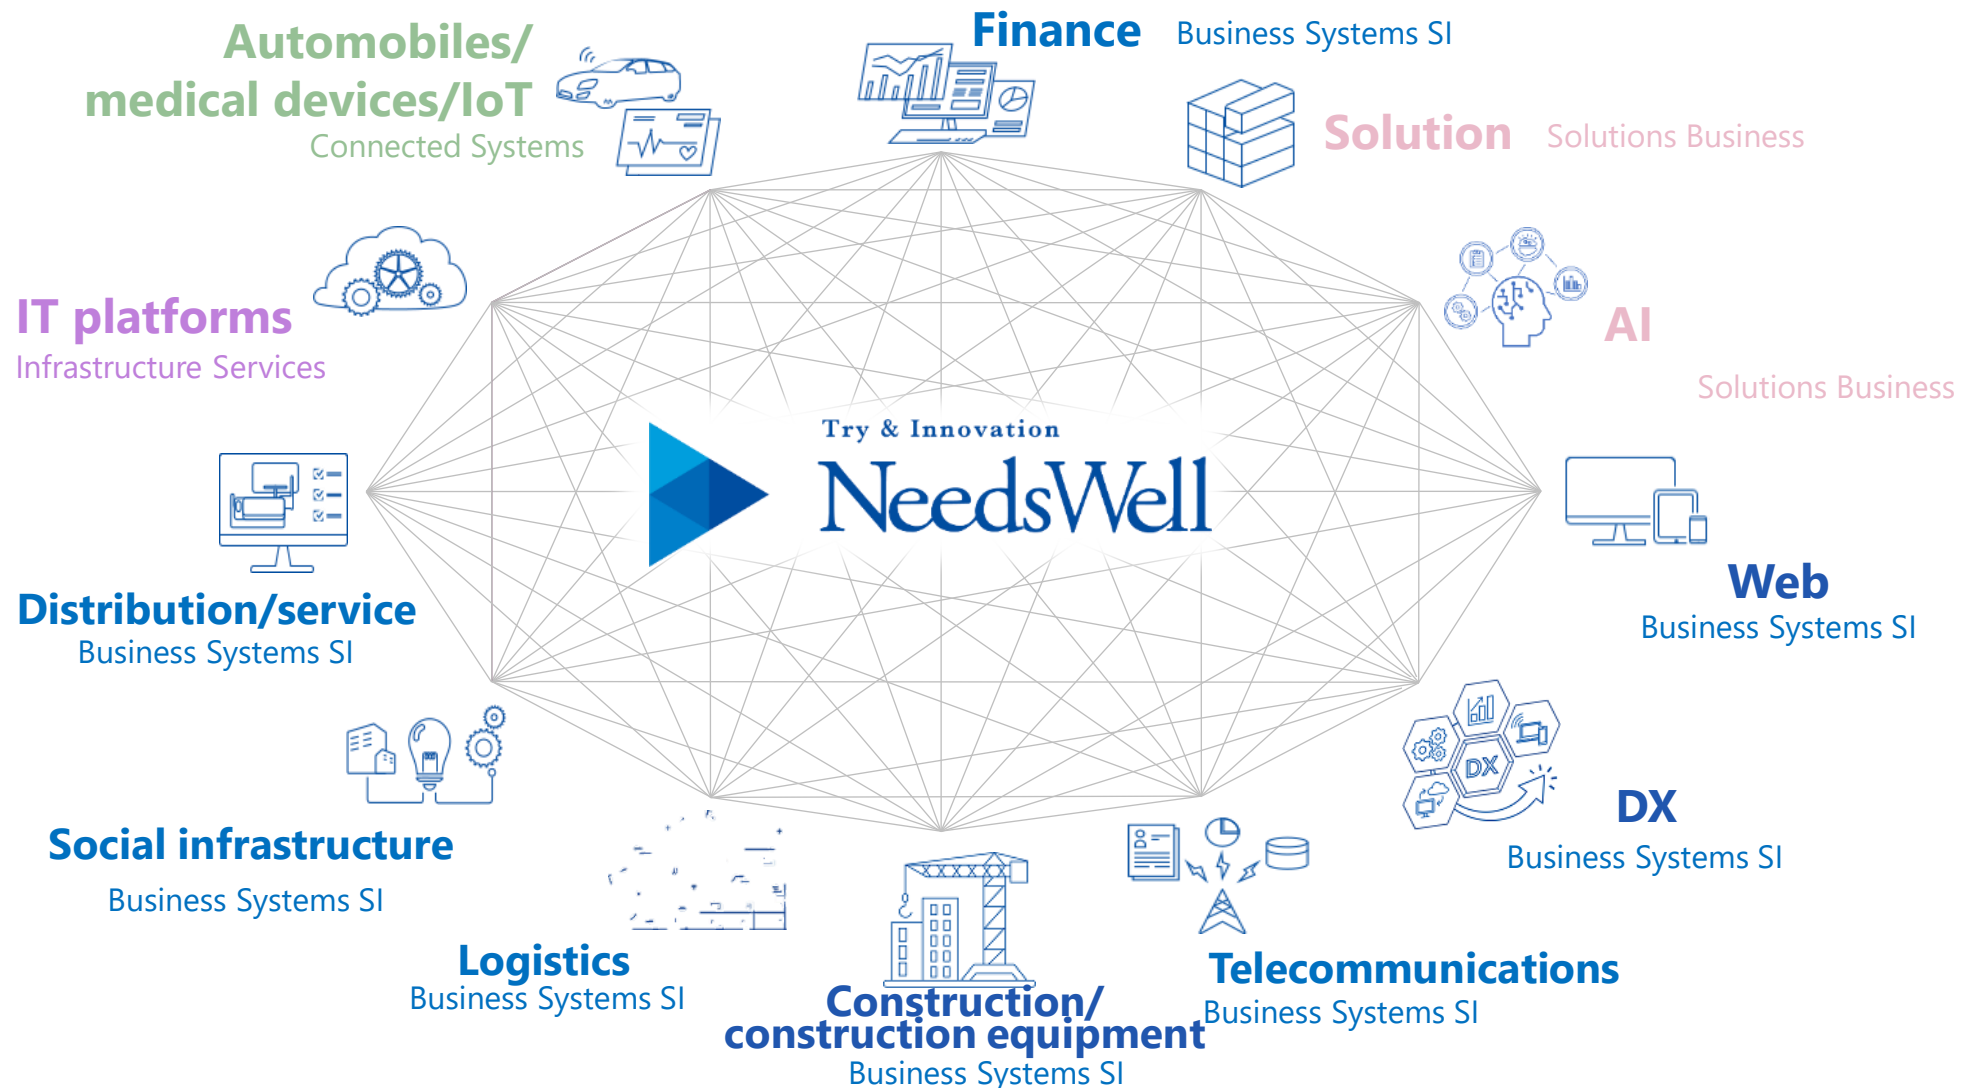 Automobiles/
medical devices/IoT
Connected Systems
Finance
Business Systems SI
Solution
Solutions Business
IT platforms
Infrastructure Services
AI
Solutions Business
Try & Innovation
NeedsWell
Distribution/service
Business Systems SI
Web
Business Systems SI
DX
DX
Business Systems SI
Social infrastructure
Business Systems SI
Logistics
Business Systems SI
Construction/
construction equipment
Business Systems SI
Telecommunications
Business Systems SI